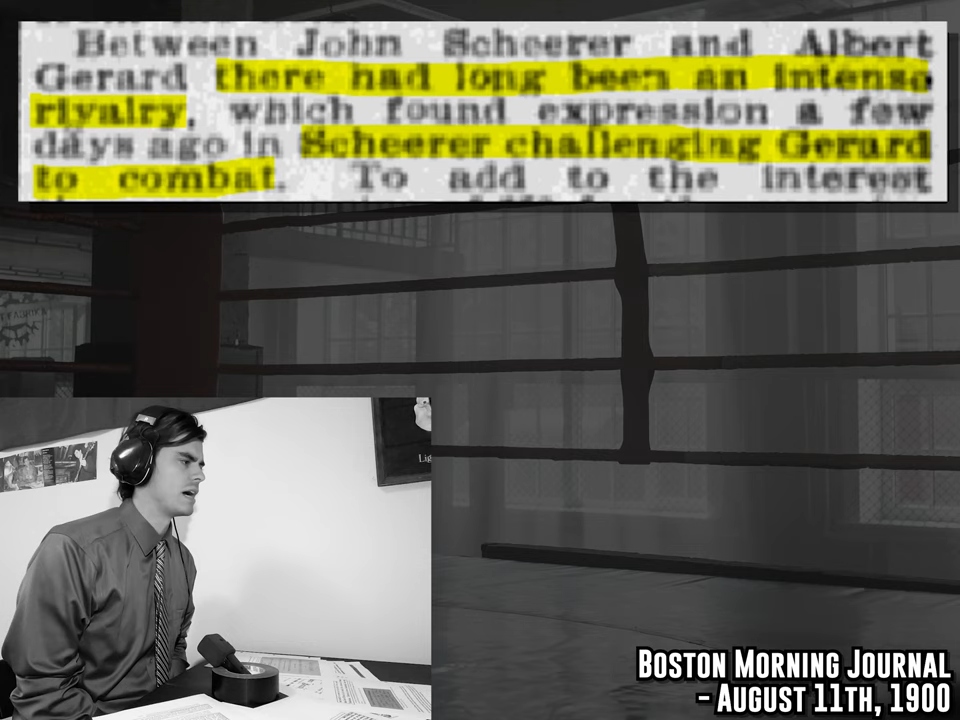 Between John Scheerer and Albert
Gerard there had long been an intense
rivalry, which found expression a few
days ago in Scheerer challenging Gerard
to combat. To add to the interest
Lig
BOSTON MORNING JOURNAL
- AUGUST 11TH, 1900